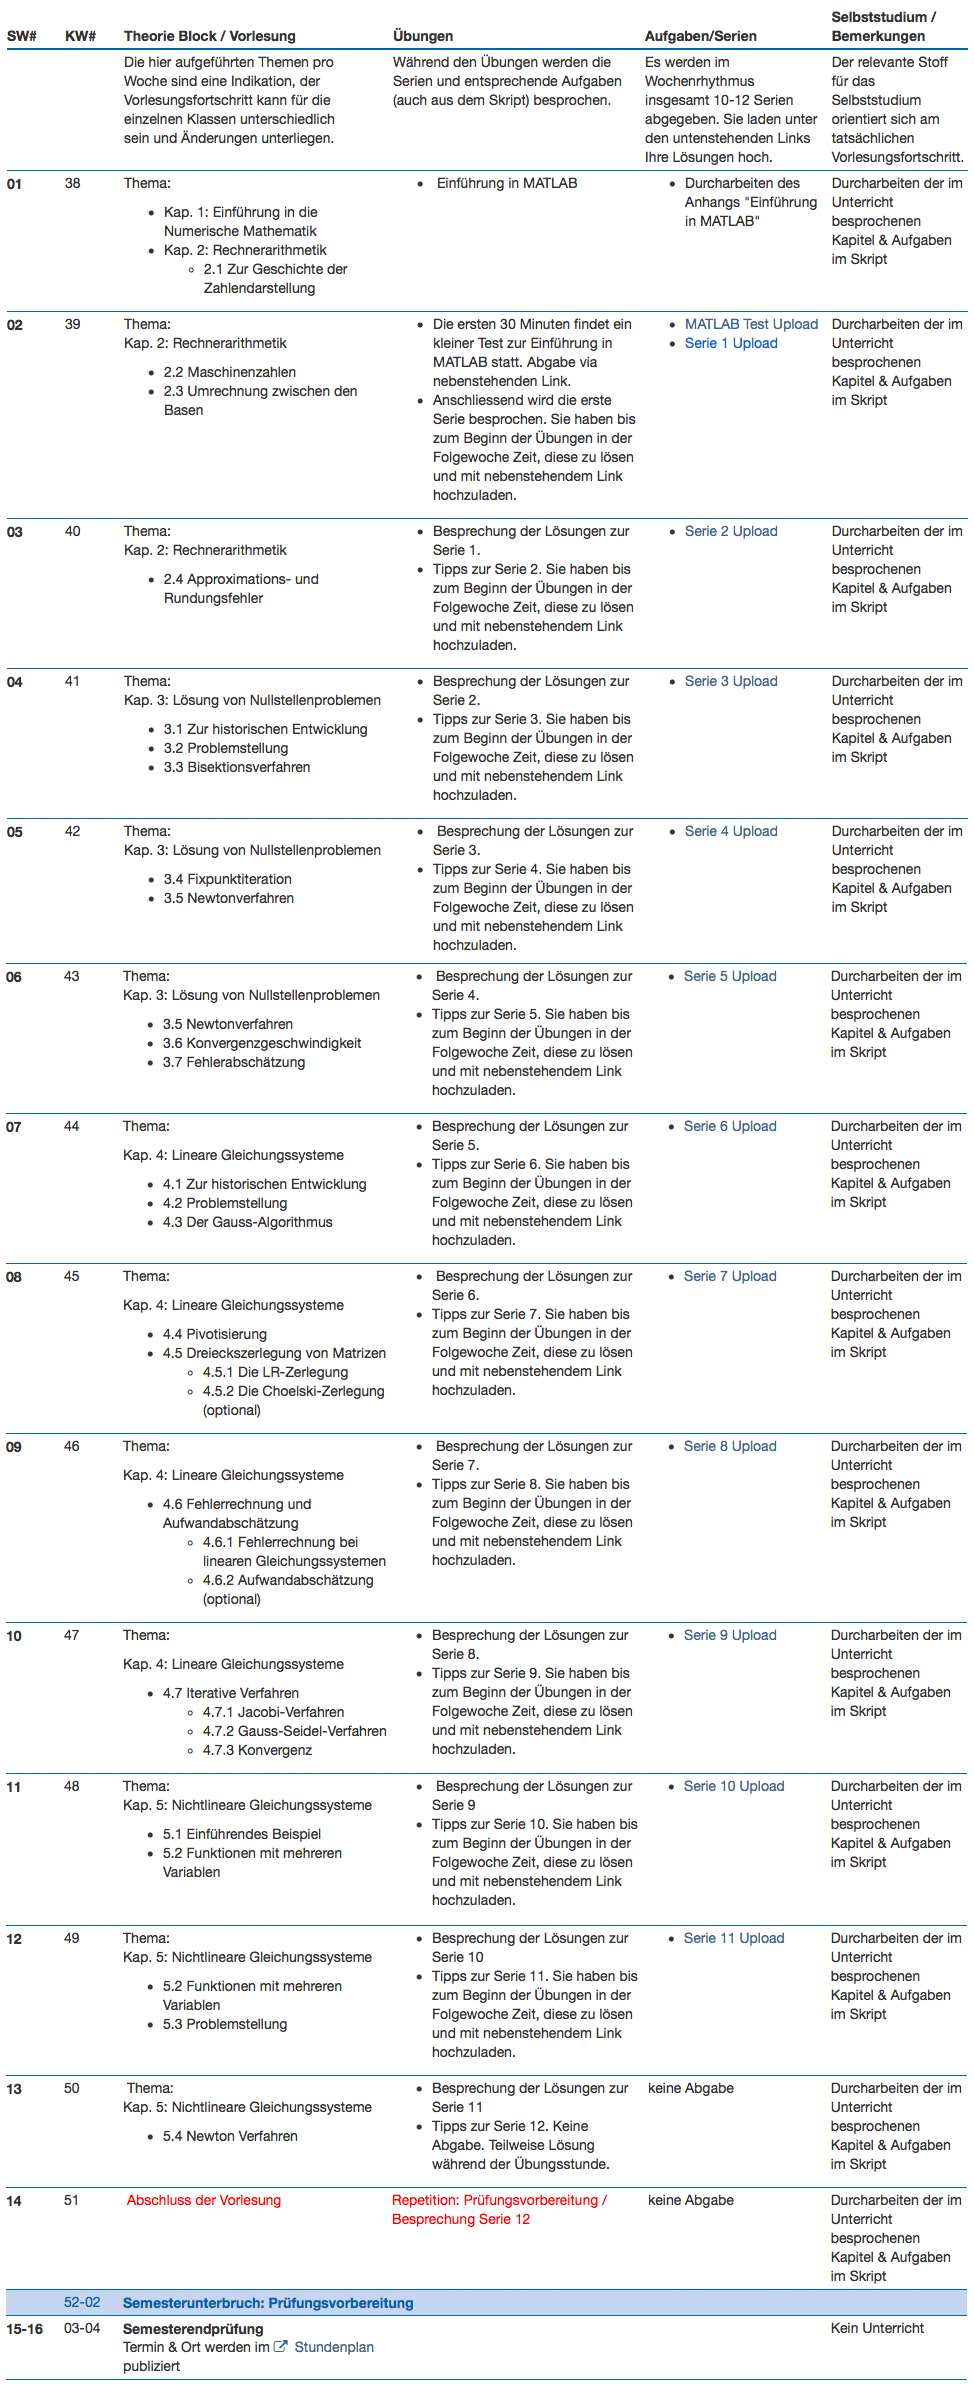 SW# KW# Theorie Block / Vorlesung Übungen Aufgaben/Serien Selbststudium /
Bemerkungen
Die hier aufgeführten Themen pro
Woche sind eine Indikation, der
Vorlesungsfortschritt kann für die
einzelnen Klassen unterschiedlich
sein und Änderungen unterliegen.
Während den Übungen werden die
Serien und entsprechende Aufgaben
(auch aus dem Skript) besprochen.
Es werden im
Wochenrhythmus
insgesamt 10-12 Serien
abgegeben. Sie laden unter
den untenstehenden Links
Ihre Lösungen hoch.
Der relevante Stoff
für das
Selbststudium
orientiert sich am
tatsächlichen
Vorlesungsfortschritt.
01 38 Thema:
• Kap. 1: Einführung in die
Numerische Mathematik
• Kap. 2: Rechnerarithmetik
◦ 2.1 Zur Geschichte der
Zahlendarstellung
• Einführung in MATLAB
• Durcharbeiten des
Anhangs "Einführung
in MATLAB"
Durcharbeiten der im
Unterricht
besprochenen
Kapitel & Aufgaben
im Skript
02 39 Thema:
Kap. 2: Rechnerarithmetik
• 2.2 Maschinenzahlen
• 2.3 Umrechnung zwischen den
Basen
• Die ersten 30 Minuten findet ein
kleiner Test zur Einführung in
MATLAB statt. Abgabe via
nebenstehenden Link.
• Anschliessend wird die erste
Serie besprochen. Sie haben bis
zum Beginn der Übungen in der
Folgewoche Zeit, diese zu lösen
und mit nebenstehendem Link
hochzuladen.
• MATLAB Test Upload
• Serie 1 Upload
Durcharbeiten der im
Unterricht
besprochenen
Kapitel & Aufgaben
im Skript
03 40 Thema:
Kap. 2: Rechnerarithmetik
• 2.4 Approximations- und
Rundungsfehler
• Besprechung der Lösungen zur
Serie 1.
• Tipps zur Serie 2. Sie haben bis
zum Beginn der Übungen in der
Folgewoche Zeit, diese zu lösen
und mit nebenstehendem Link
hochzuladen.
• Serie 2 Upload
Durcharbeiten der im
Unterricht
besprochenen
Kapitel & Aufgaben
im Skript
04 41 Thema:
Kap. 3: Lösung von Nullstellenproblemen
• 3.1 Zur historischen Entwicklung
• 3.2 Problemstellung
• 3.3 Bisektionsverfahren
• Besprechung der Lösungen zur
Serie 2.
• Tipps zur Serie 3. Sie haben bis
zum Beginn der Übungen in der
Folgewoche Zeit, diese zu lösen
und mit nebenstehendem Link
hochzuladen.
• Serie 3 Upload
Durcharbeiten der im
Unterricht
besprochenen
Kapitel & Aufgaben
im Skript
05 42 Thema:
Kap. 3: Lösung von Nullstellenproblemen
• 3.4 Fixpunktiteration
• 3.5 Newtonverfahren
• Besprechung der Lösungen zur
Serie 3.
• Tipps zur Serie 4. Sie haben bis
zum Beginn der Übungen in der
Folgewoche Zeit, diese zu lösen
und mit nebenstehendem Link
hochzuladen.
• Serie 4 Upload
Durcharbeiten der im
Unterricht
besprochenen
Kapitel & Aufgaben
im Skript
06 43 Thema:
Kap. 3: Lösung von Nullstellenproblemen
• 3.5 Newtonverfahren
• 3.6 Konvergenzgeschwindigkeit
• 3.7 Fehlerabschätzung
• Besprechung der Lösungen zur
Serie 4.
• Tipps zur Serie 5. Sie haben bis
zum Beginn der Übungen in der
Folgewoche Zeit, diese zu lösen
und mit nebenstehendem Link
hochzuladen.
• Serie 5 Upload
Durcharbeiten der im
Unterricht
besprochenen
Kapitel & Aufgaben
im Skript
07 44 Thema:
Kap. 4: Lineare Gleichungssysteme
• 4.1 Zur historischen Entwicklung
• 4.2 Problemstellung
• 4.3 Der Gauss-Algorithmus
• Besprechung der Lösungen zur
Serie 5.
• Tipps zur Serie 6. Sie haben bis
zum Beginn der Übungen in der
Folgewoche Zeit, diese zu lösen
und mit nebenstehendem Link
hochzuladen.
• Serie 6 Upload
Durcharbeiten der im
Unterricht
besprochenen
Kapitel & Aufgaben
im Skript
08 45 Thema:
Kap. 4: Lineare Gleichungssysteme
• 4.4 Pivotisierung
• 4.5 Dreieckszerlegung von Matrizen
◦ 4.5.1 Die LR-Zerlegung
◦ 4.5.2 Die Choelski-Zerlegung
(optional)
• Besprechung der Lösungen zur
Serie 6.
• Tipps zur Serie 7. Sie haben bis
zum Beginn der Übungen in der
Folgewoche Zeit, diese zu lösen
und mit nebenstehendem Link
hochzuladen.
• Serie 7 Upload
Durcharbeiten der im
Unterricht
besprochenen
Kapitel & Aufgaben
im Skript
09 46 Thema:
Kap. 4: Lineare Gleichungssysteme
• 4.6 Fehlerrechnung und
Aufwandabschätzung
◦ 4.6.1 Fehlerrechnung bei
linearen Gleichungssystemen
◦ 4.6.2 Aufwandabschätzung
(optional)
• Besprechung der Lösungen zur
Serie 7.
• Tipps zur Serie 8. Sie haben bis
zum Beginn der Übungen in der
Folgewoche Zeit, diese zu lösen
und mit nebenstehendem Link
hochzuladen.
• Serie 8 Upload
Durcharbeiten der im
Unterricht
besprochenen
Kapitel & Aufgaben
im Skript
10 47 Thema:
Kap. 4: Lineare Gleichungssysteme
• 4.7 Iterative Verfahren
◦ 4.7.1 Jacobi-Verfahren
◦ 4.7.2 Gauss-Seidel-Verfahren
◦ 4.7.3 Konvergenz
• Besprechung der Lösungen zur
Serie 8.
• Tipps zur Serie 9. Sie haben bis
zum Beginn der Übungen in der
Folgewoche Zeit, diese zu lösen
und mit nebenstehendem Link
hochzuladen.
• Serie 9 Upload
Durcharbeiten der im
Unterricht
besprochenen
Kapitel & Aufgaben
im Skript
11 48 Thema:
Kap. 5: Nichtlineare Gleichungssysteme
• 5.1 Einführendes Beispiel
• 5.2 Funktionen mit mehreren
Variablen
• Besprechung der Lösungen zur
Serie 9
• Tipps zur Serie 10. Sie haben bis
zum Beginn der Übungen in der
Folgewoche Zeit, diese zu lösen
und mit nebenstehendem Link
hochzuladen.
• Serie 10 Upload
Durcharbeiten der im
Unterricht
besprochenen
Kapitel & Aufgaben
im Skript
12 49 Thema:
Kap. 5: Nichtlineare Gleichungssysteme
• 5.2 Funktionen mit mehreren
Variablen
• 5.3 Problemstellung
• Besprechung der Lösungen zur
Serie 10
• Tipps zur Serie 11. Sie haben bis
zum Beginn der Übungen in der
Folgewoche Zeit, diese zu lösen
und mit nebenstehendem Link
hochzuladen.
• Serie 11 Upload
Durcharbeiten der im
Unterricht
besprochenen
Kapitel & Aufgaben
im Skript
13 50 Thema:
Kap. 5: Nichtlineare Gleichungssysteme
• 5.4 Newton Verfahren
• Besprechung der Lösungen zur
Serie 11
• Tipps zur Serie 12. Keine
Abgabe. Teilweise Lösung
während der Übungsstunde.
keine Abgabe
Durcharbeiten der im
Unterricht
besprochenen
Kapitel & Aufgaben
im Skript
14 51 Abschluss der Vorlesung
Repetition: Prüfungsvorbereitung /
Besprechung Serie 12
keine Abgabe
Durcharbeiten der im
Unterricht
besprochenen
Kapitel & Aufgaben
im Skript
52-02 Semesterunterbruch: Prüfungsvorbereitung
15-16 03-04 Semesterendprüfung
Termin & Ort werden im Stundenplan
publiziert
Kein Unterricht